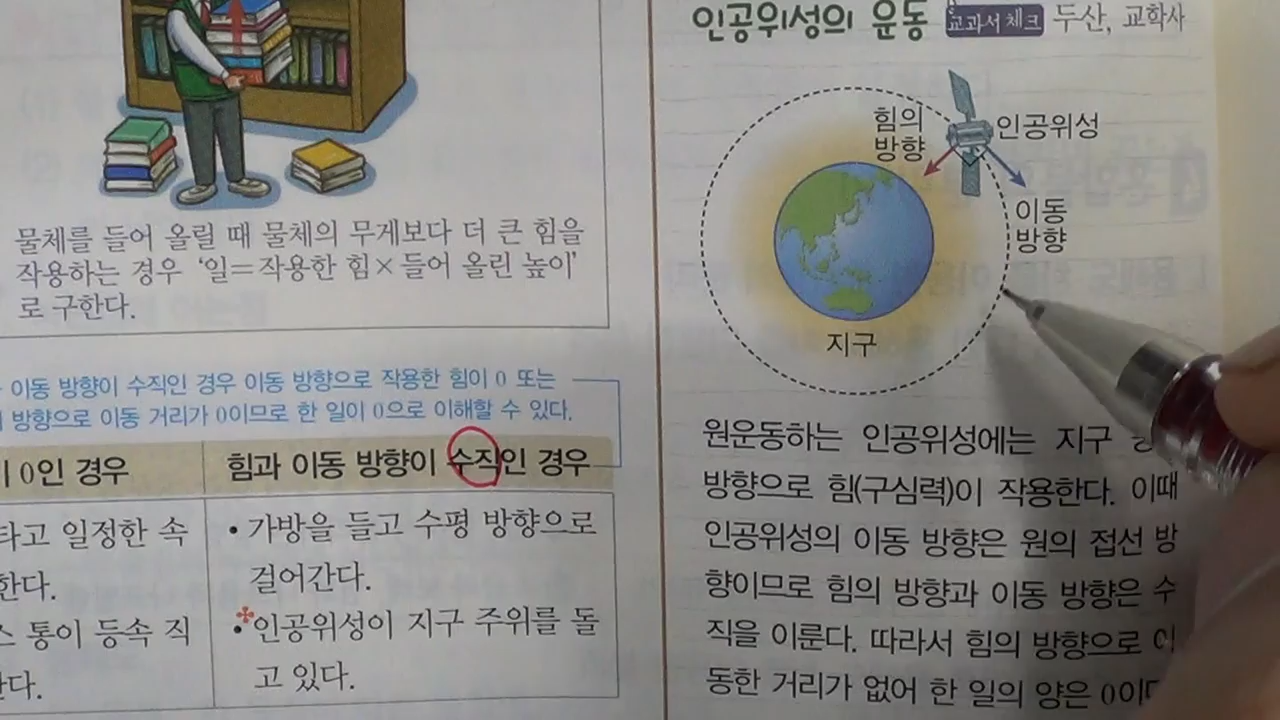 물체를 들어 올릴 때 물체의 무게보다 더 큰 힘을
작용하는 경우 ‘일=작용한 힘×들어 올린 높이’
로 구한다.
이동 방향이 수직인 경우 이동 방향으로 작용한 힘이 0 또는
방향으로 이동 거리가 0이므로 한 일이 0으로 이해할 수 있다.
0인 경우
힘과 이동 방향이 수직인 경우
타고 일정한 속
한다.
통이 등속 직
• 가방을 들고 수평 방향으로
걸어간다.
• 인공위성이 지구 주위를 돌
고 있다.
인공위성의 운동 교과서 체크 두산, 교학사
힘의
방향
인공위성
이동
방향
지구
원운동하는 인공위성에는 지구
방향으로 힘(구심력)이 작용한다. 이때
인공위성의 이동 방향은 원의 접선 방
향이므로 힘의 방향과 이동 방향은 수
직을 이룬다. 따라서 힘의 방향으로 이
동한 거리가 없어 한 일의 양은 0이다